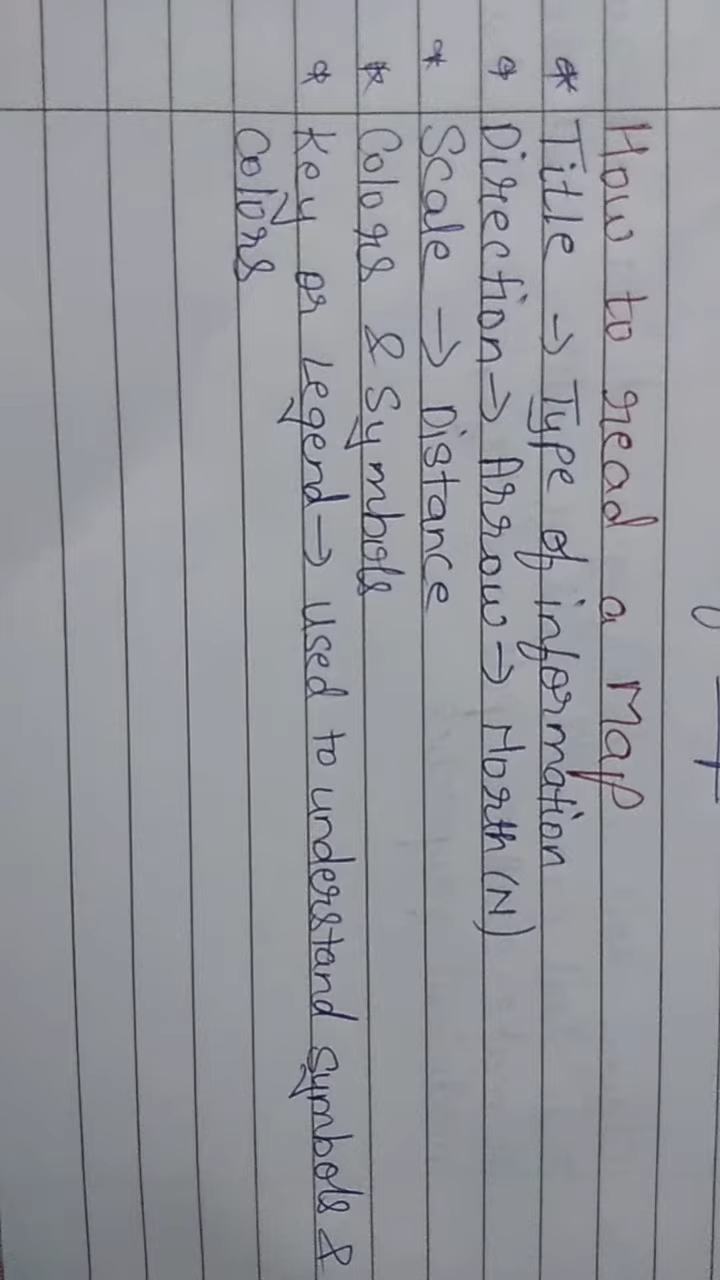 How to read a Map
* Title → Type of information
* Direction → Arrow → North (N)
* Scale → Distance
* Colors & Symbols
* Key or Legend → used to understand symbols &
Colors